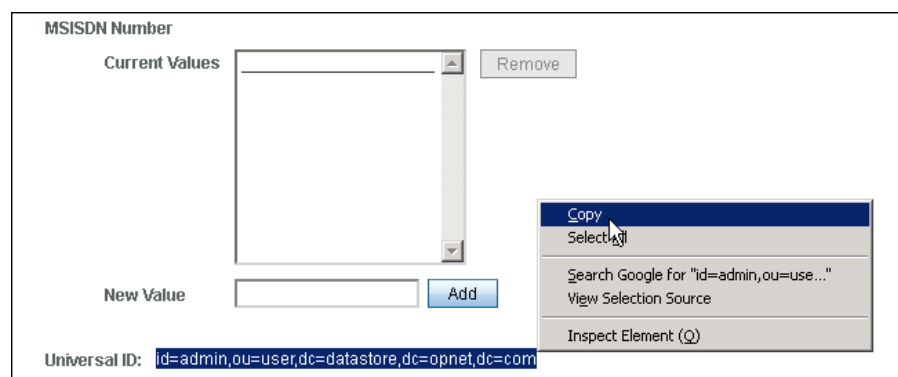 MSISDN Number
Current Values
Remove
Copy
Select All
Search Google for "id=admin,ou=use..."
View Selection Source
New Value
Add
Inspect Element (Q)
Universal ID: id=admin,ou=user,dc=datastore,dc=opnet,dc=com